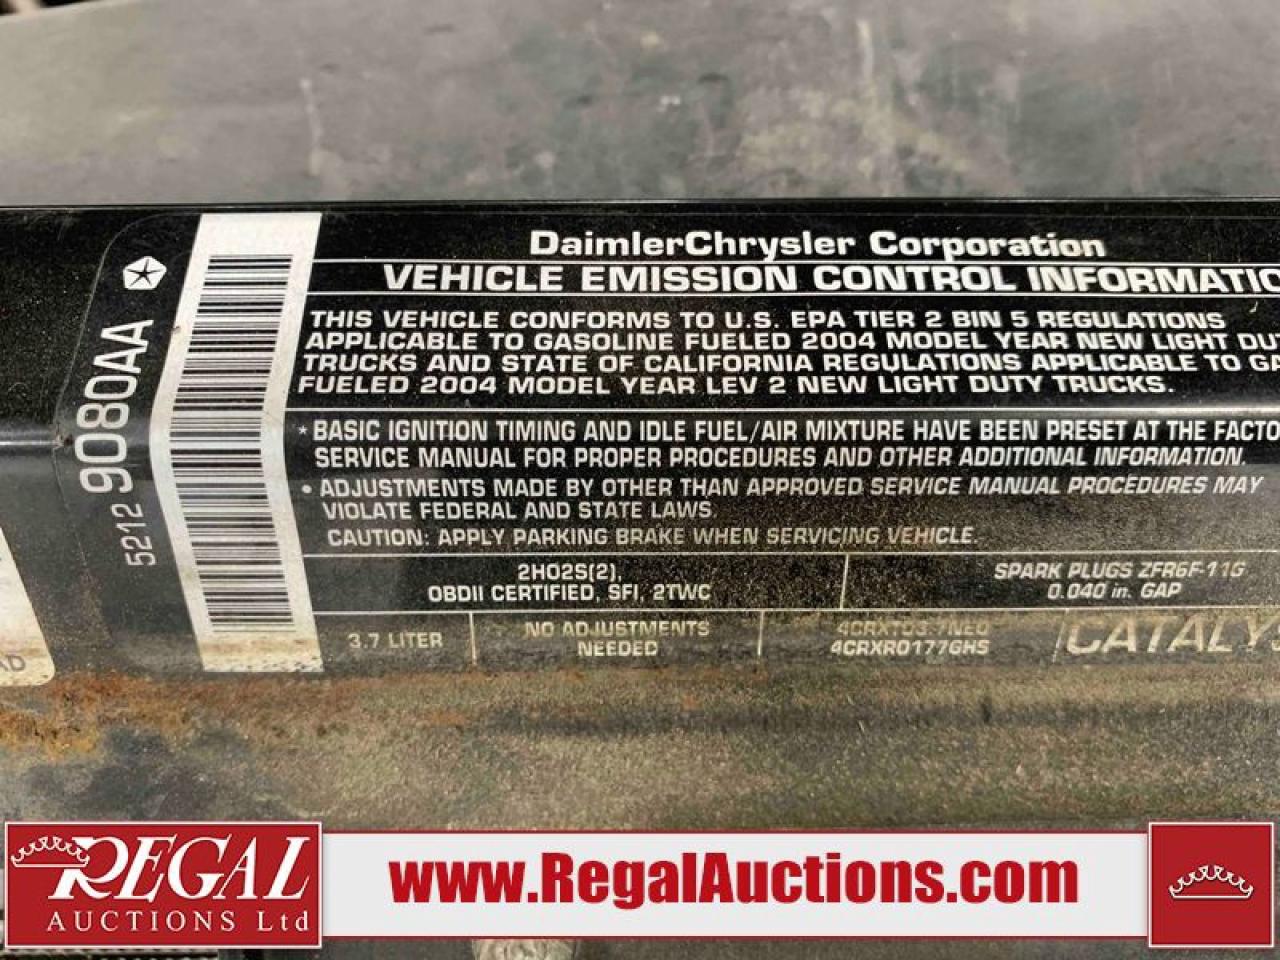 DaimlerChrysler Corporation
VEHICLE EMISSION CONTROL INFORMATIO
THIS VEHICLE CONFORMS TO U.S. EPA TIER 2 BIN 5 REGULATIONS
APPLICABLE TO GASOLINE FUELED 2004 MODEL YEAR NEW LIGHT DUT
TRUCKS AND STATE OF CALIFORNIA REGULATIONS APPLICABLE TO GA
FUELED 2004 MODEL YEAR LEV 2 NEW LIGHT DUTY TRUCKS.
* BASIC IGNITION TIMING AND IDLE FUEL/AIR MIXTURE HAVE BEEN PRESET AT THE FACTO
SERVICE MANUAL FOR PROPER PROCEDURES AND OTHER ADDITIONAL INFORMATION.
• ADJUSTMENTS MADE BY OTHER THAN APPROVED SERVICE MANUAL PROCEDURES MAY
VIOLATE FEDERAL AND STATE LAWS.
CAUTION: APPLY PARKING BRAKE WHEN SERVICING VEHICLE.
2HO2S(2),
OBDII CERTIFIED, SFI, 2TWC
SPARK PLUGS ZFR6F-11G
0.040 in. GAP
3.7 LITER
NO ADJUSTMENTS
NEEDED
4CRXT03.7NE0
4CRXR0177GHS
CATALYS
5212 9080AA
AD
REGAL
AUCTIONS Ltd
www.RegalAuctions.com